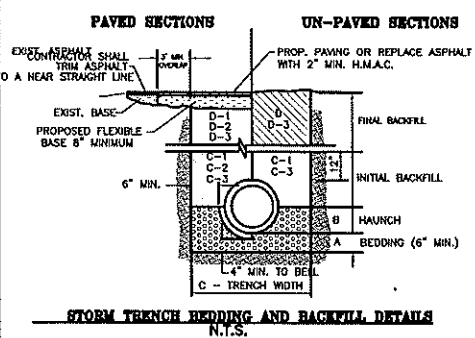 PAVED SECTIONS
UN-PAVED SECTIONS
EXIST. ASPHALT
CONTRACTOR SHALL
TRIM ASPHALT
O A NEAR STRAIGHT LINE
3' MIN.
OVERLAP
PROP. PAVING OR REPLACE ASPHALT
WITH 2" MIN. H.M.A.C.
EXIST. BASE
PROPOSED FLEXIBLE
BASE 8" MINIMUM
D-1
D-2
D-3
D
D-3
FINAL BACKFILL
C-1
C-2
C-3
C-1
C-3
12"
6" MIN.
INITIAL BACKFILL
B
HAUNCH
A
BEDDING (6" MIN.)
4" MIN. TO BELL
C - TRENCH WIDTH
STORM TRENCH BEDDING AND BACKFILL DETAILS
N.T.S.